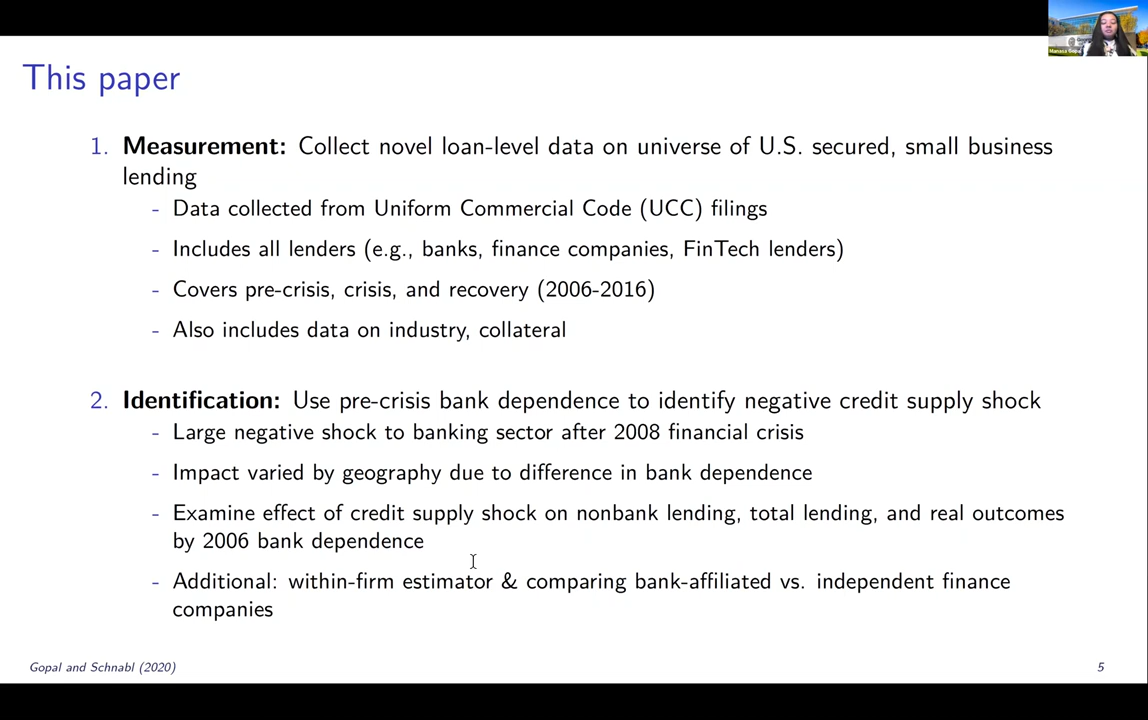 Manasa Gopal
This paper
1. Measurement: Collect novel loan-level data on universe of U.S. secured, small business
lending
- Data collected from Uniform Commercial Code (UCC) filings
- Includes all lenders (e.g., banks, finance companies, FinTech lenders)
- Covers pre-crisis, crisis, and recovery (2006-2016)
- Also includes data on industry, collateral
2. Identification: Use pre-crisis bank dependence to identify negative credit supply shock
- Large negative shock to banking sector after 2008 financial crisis
- Impact varied by geography due to difference in bank dependence
- Examine effect of credit supply shock on nonbank lending, total lending, and real outcomes
by 2006 bank dependence
- Additional: within-firm estimator & comparing bank-affiliated vs. independent finance
companies
Gopal and Schnabl (2020)
5